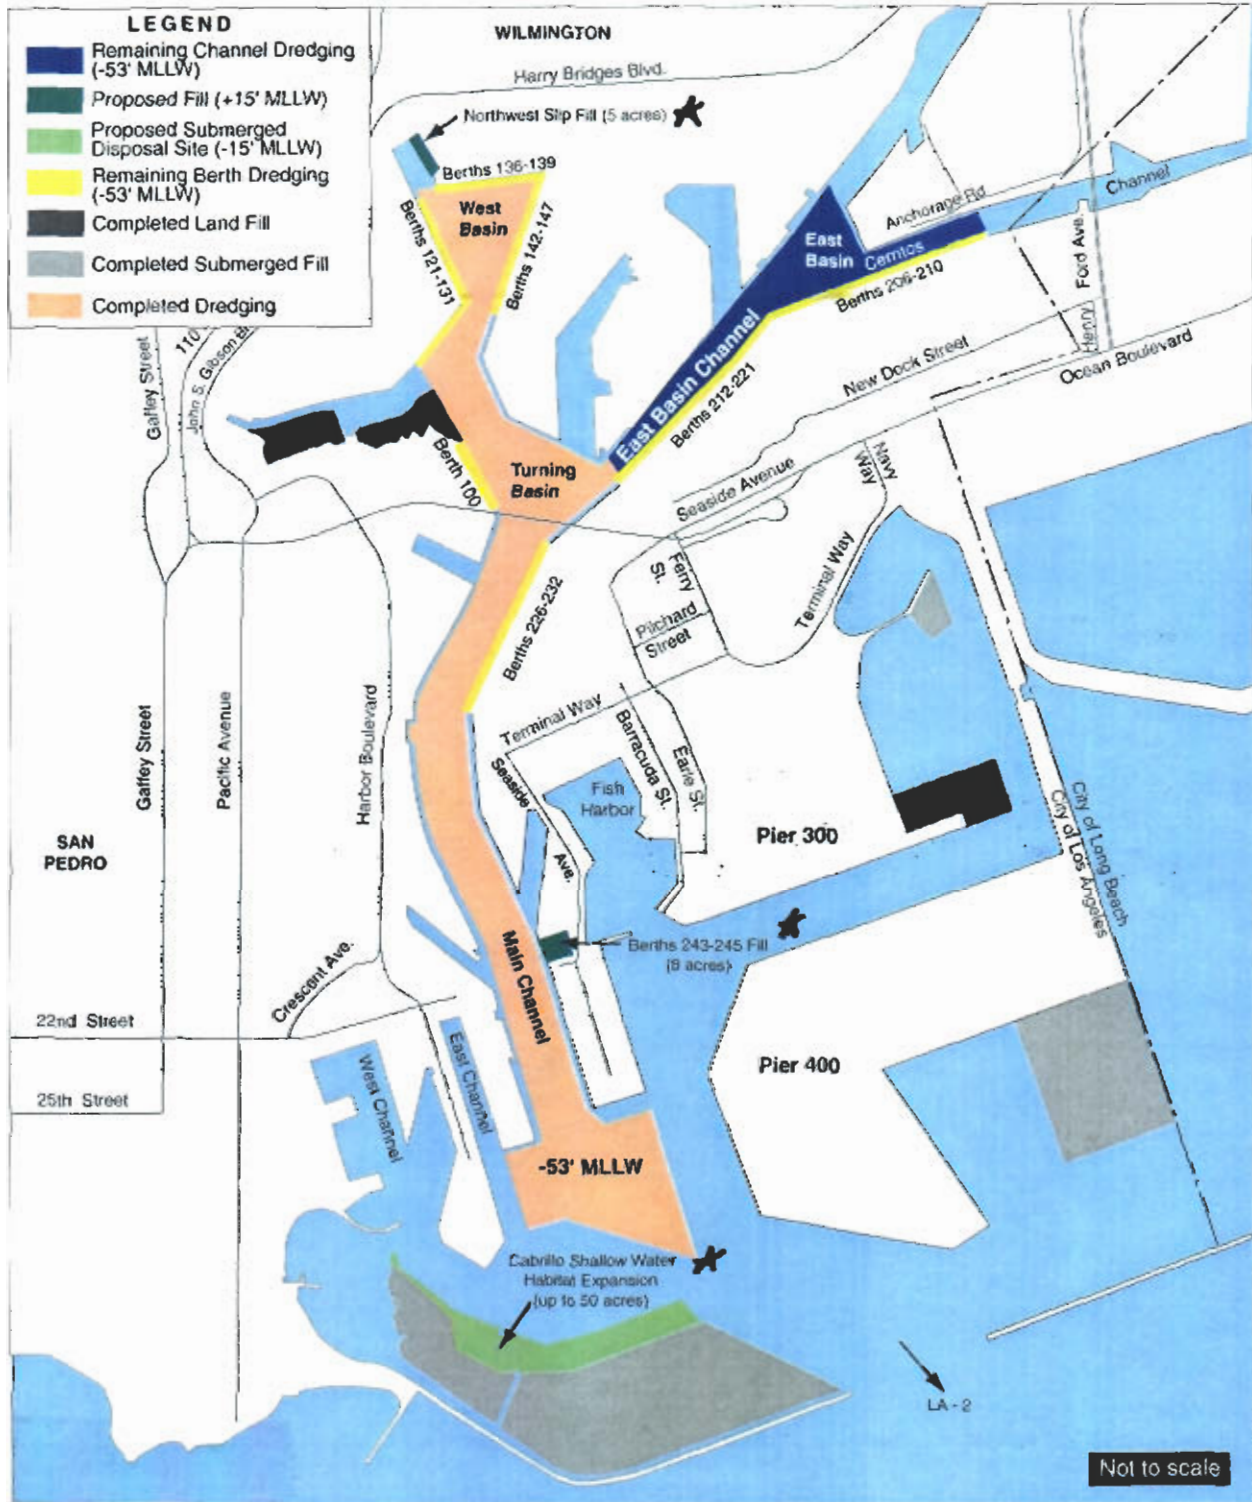 LEGEND
Remaining Channel Dredging
(-53' MLLW)
Proposed Fill (+15' MLLW)
Proposed Submerged
Disposal Site (-15' MLLW)
Remaining Berth Dredging
(-53' MLLW)
Completed Land Fill
Completed Submerged Fill
Completed Dredging
WILMINGTON
Harry Bridges Blvd.
Northwest Slip Fill (5 acres)
Berths 136-139
West
Basin
Berths 121-131
Berths 142-147
East
Basin
Cerritos
Channel
Anchorage Rd
Berths 206-210
Henry Ford Ave.
Ocean Boulevard
New Dock Street
East Basin Channel
Berths 212-221
Gaffey Street
110
John S. Gibson Bl
Berth 100
Turning
Basin
Seaside Avenue
Navy
Way
Terminal Way
Ferry
St.
Pilchard
Street
Berths 226-232
Terminal Way
Seaside
Ave.
Barracuda St.
Earle St.
Fish
Harbor
Gaffey Street
Pacific Avenue
Harbor Boulevard
SAN
PEDRO
Pier 300
City of Long Beach
City of Los Angeles
Berths 243-245 Fill
(8 acres)
Main Channel
Crescent Ave.
22nd Street
25th Street
West Channel
East Channel
Pier 400
-53' MLLW
Cabrillo Shallow Water
Habitat Expansion
(up to 50 acres)
LA - 2
Not to scale